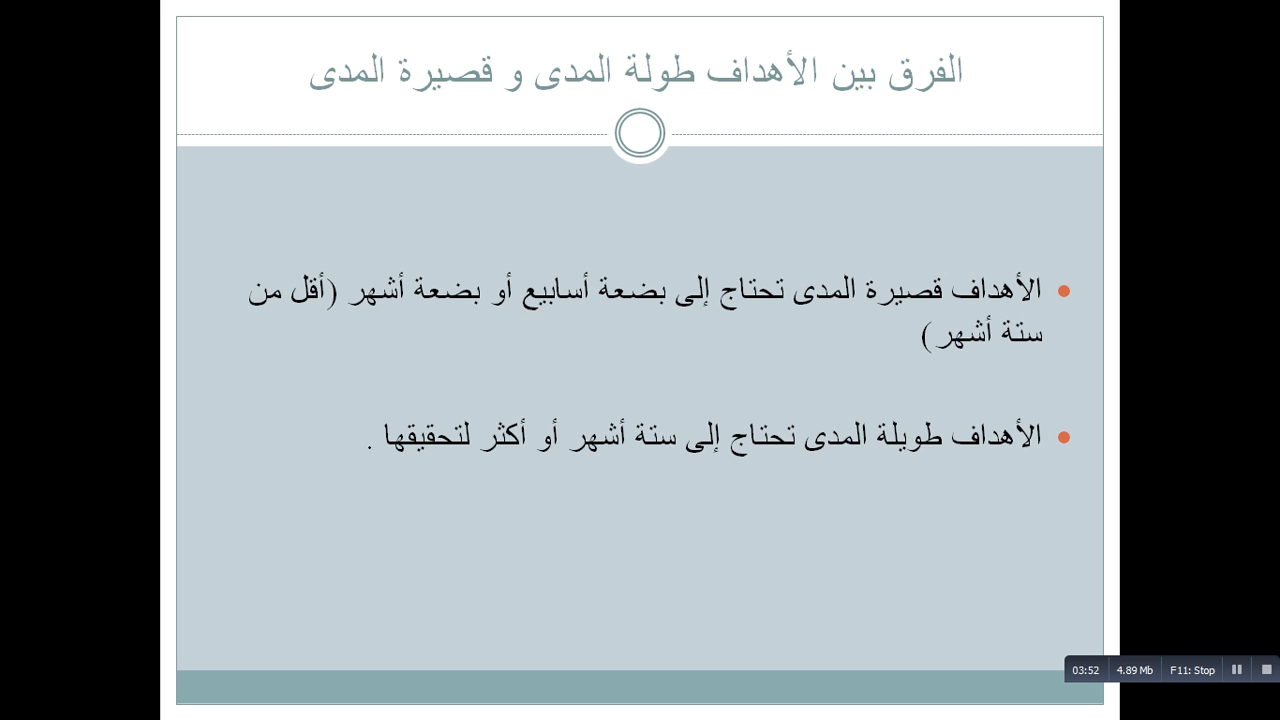 الفرق بين الأهداف طولة المدى و قصيرة المدى
الأهداف قصيرة المدى تحتاج إلى بضعة أسابيع أو بضعة أشهر (أقل من
ستة أشهر)
الأهداف طويلة المدى تحتاج إلى ستة أشهر أو أكثر لتحقيقها .
03:52 4.89 Mb F11: Stop